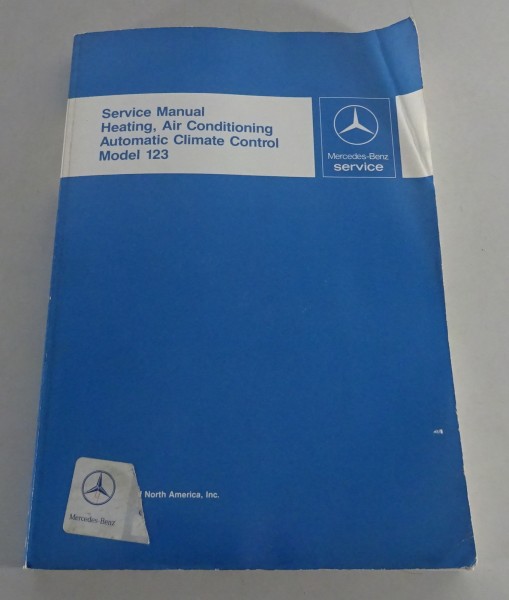 Service Manual
Heating, Air Conditioning
Automatic Climate Control
Model 123
Mercedes-Benz
service
North America, Inc.
Mercedes-Benz